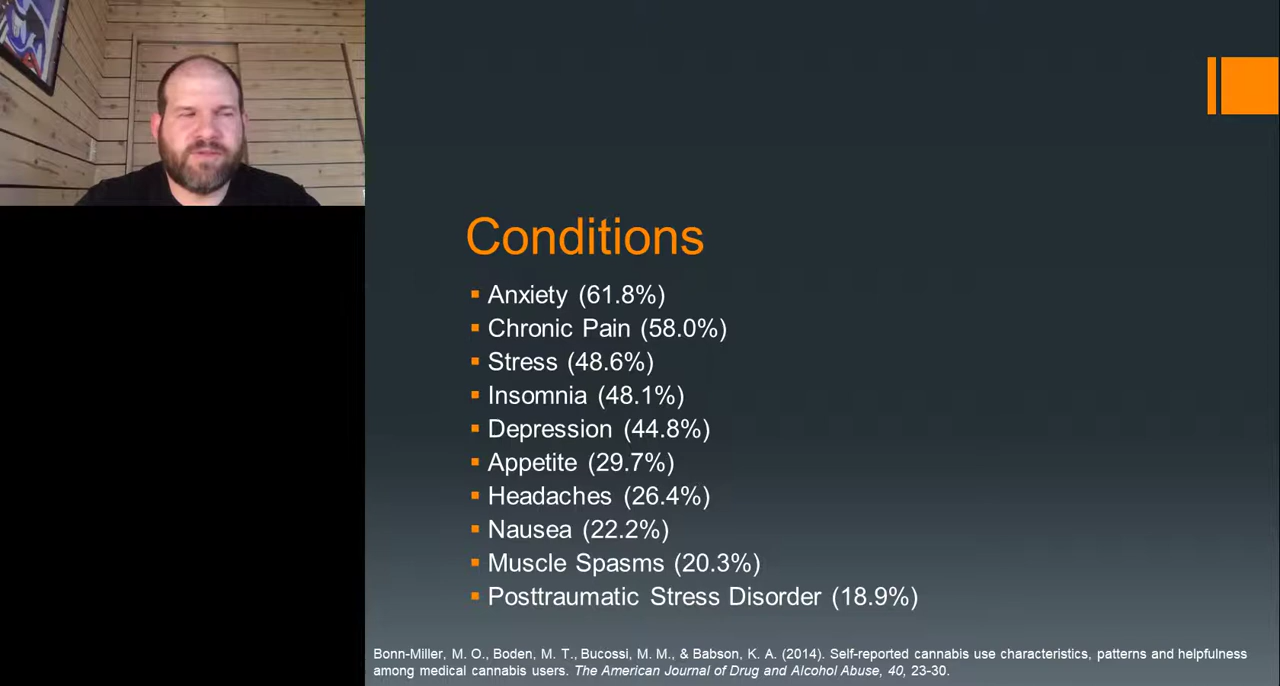 Conditions
▪ Anxiety (61.8%)
▪ Chronic Pain (58.0%)
▪ Stress (48.6%)
▪ Insomnia (48.1%)
▪ Depression (44.8%)
▪ Appetite (29.7%)
▪ Headaches (26.4%)
▪ Nausea (22.2%)
▪ Muscle Spasms (20.3%)
▪ Posttraumatic Stress Disorder (18.9%)
Bonn-Miller, M. O., Boden, M. T., Bucossi, M. M., & Babson, K. A. (2014). Self-reported cannabis use characteristics, patterns and helpfulness
among medical cannabis users. The American Journal of Drug and Alcohol Abuse, 40, 23-30.